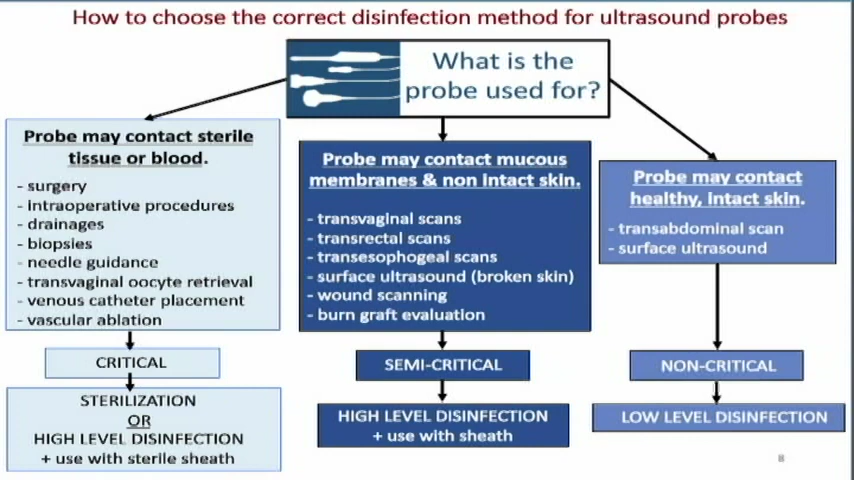 How to choose the correct disinfection method for ultrasound probes
What is the
probe used for?
Probe may contact sterile
tissue or blood.
- surgery
- intraoperative procedures
- drainages
- biopsies
- needle guidance
- transvaginal oocyte retrieval
- venous catheter placement
- vascular ablation
CRITICAL
STERILIZATION
OR
HIGH LEVEL DISINFECTION
+ use with sterile sheath
Probe may contact mucous
membranes & non intact skin.
- transvaginal scans
- transrectal scans
- transesophogeal scans
- surface ultrasound (broken skin)
- wound scanning
- burn graft evaluation
SEMI-CRITICAL
HIGH LEVEL DISINFECTION
+ use with sheath
Probe may contact
healthy, intact skin.
- transabdominal scan
- surface ultrasound
NON-CRITICAL
LOW LEVEL DISINFECTION
8